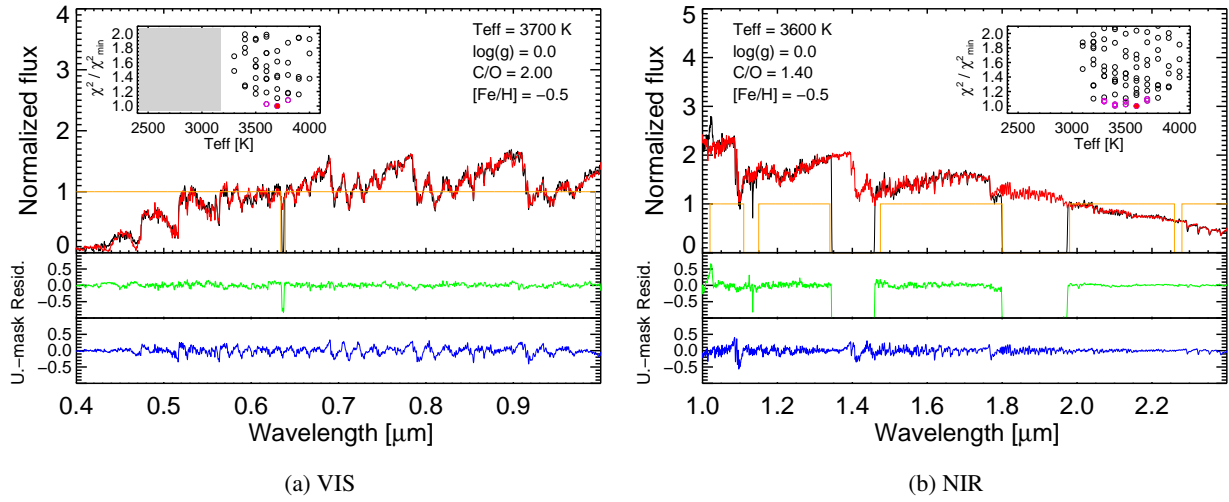 5
4
3
2
1
0
Normalized flux
2.0
1.8
1.6
1.4
1.2
1.0
χ² / χ²min
2500 3000 3500 4000
Teff [K]
Teff = 3700 K
log(g) = 0.0
C/O = 2.00
[Fe/H] = −0.5
0.5
0.0
−0.5
Resid.
0.5
0.0
−0.5
U.−mask
0.4 0.5 0.6 0.7 0.8 0.9
Wavelength [μm]
(a) VIS
5
4
3
2
1
0
Normalized flux
Teff = 3600 K
log(g) = 0.0
C/O = 1.40
[Fe/H] = −0.5
2.0
1.8
1.6
1.4
1.2
1.0
χ² / χ²min
2500 3000 3500 4000
Teff [K]
0.5
0.0
−0.5
Resid.
0.5
0.0
−0.5
U.−mask
1.0 1.2 1.4 1.6 1.8 2.0 2.2
Wavelength [μm]
(b) NIR